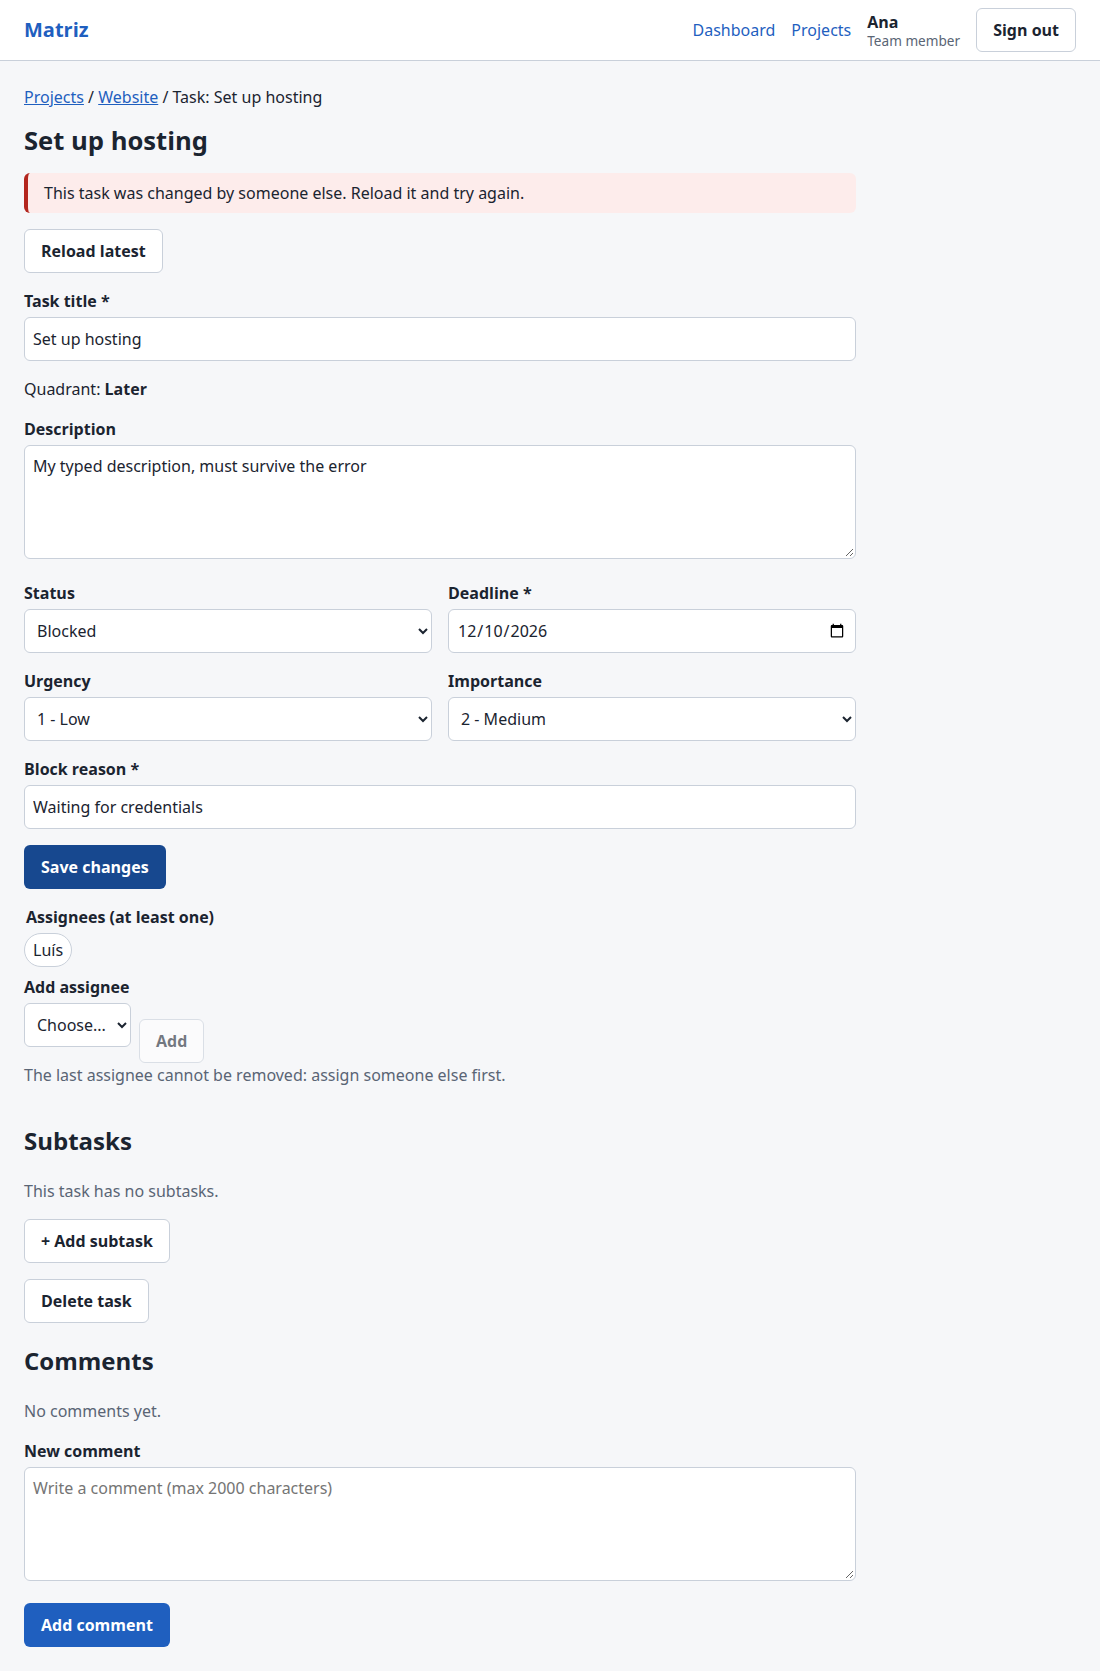 Matriz
Dashboard Projects Ana Sign out
Team member
Projects / Website / Task: Set up hosting
Set up hosting
This task was changed by someone else. Reload it and try again.
Reload latest
Task title *
Set up hosting
Quadrant: Later
Description
My typed description, must survive the error
Status Deadline *
Blocked 12/10/2026
Urgency Importance
1 - Low 2 - Medium
Block reason *
Waiting for credentials
Save changes
Assignees (at least one)
Luís
Add assignee
Choose... Add
The last assignee cannot be removed: assign someone else first.
Subtasks
This task has no subtasks.
+ Add subtask
Delete task
Comments
No comments yet.
New comment
Write a comment (max 2000 characters)
Add comment